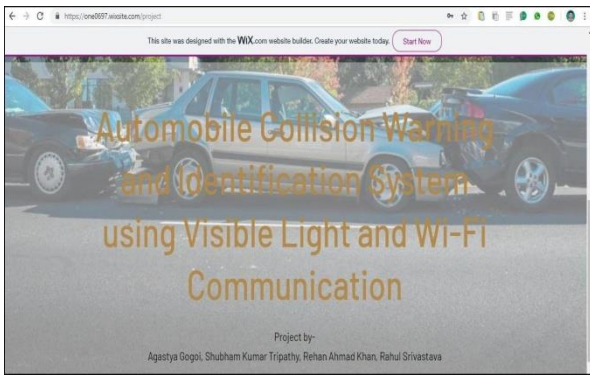 https://one0697.wixsite.com/project
This site was designed with the WiX.com website builder. Create your website today. Start Now
Automobile Collision Warning
and Identification System
using Visible Light and Wi-Fi
Communication
Project by-
Agastya Gogoi, Shubham Kumar Tripathy, Rehan Ahmad Khan, Rahul Srivastava